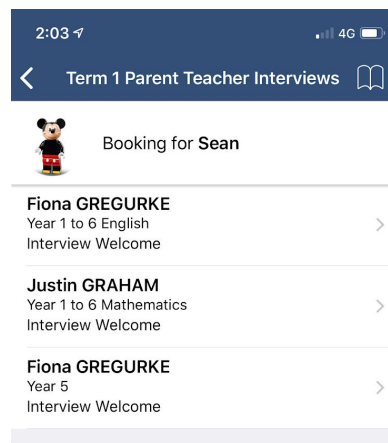 2:03
4G
Term 1 Parent Teacher Interviews
Booking for Sean
Fiona GREGURKE
Year 1 to 6 English
Interview Welcome
Justin GRAHAM
Year 1 to 6 Mathematics
Interview Welcome
Fiona GREGURKE
Year 5
Interview Welcome